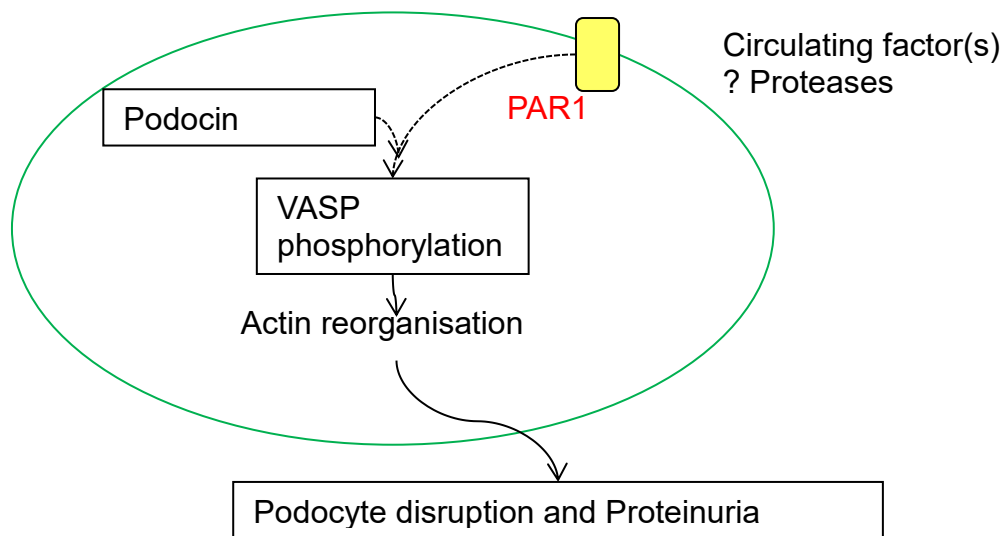 Circulating factor(s)
? Proteases
PAR1
Podocin
VASP
phosphorylation
Actin reorganisation
Podocyte disruption and Proteinuria